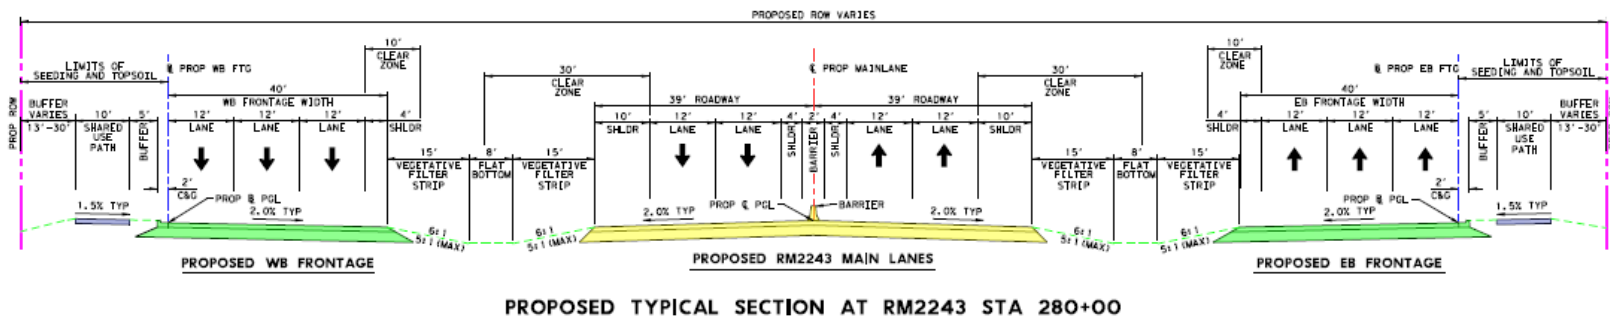 PROPOSED ROW VARIES
10'
CLEAR
ZONE
10'
CLEAR
ZONE
LIMITS OF
SEEDING AND TOPSOIL
℄ PROP WB FTG
30'
CLEAR
ZONE
℄ PROP MAINLANE
30'
CLEAR
ZONE
PROP EB FTG
LIMITS OF
SEEDING AND TOPSOIL
40'
WB FRONTAGE WIDTH
39' ROADWAY
39' ROADWAY
40'
EB FRONTAGE WIDTH
PROP ROW
BUFFER
VARIES
13'-30'
10'
SHARED
USE
PATH
5'
BUFFER
12'
LANE
12'
LANE
12'
LANE
4'
SHLDR
10'
SHLDR
12'
LANE
12'
LANE
4'
SHLDR
2'
BARRIER
4'
SHLDR
12'
LANE
12'
LANE
10'
SHLDR
4'
SHLDR
12'
LANE
12'
LANE
12'
LANE
5'
BUFFER
10'
SHARED
USE
PATH
BUFFER
VARIES
13'-30'
15'
VEGETATIVE
FILTER
STRIP
8'
FLAT
BOTTOM
15'
VEGETATIVE
FILTER
STRIP
15'
VEGETATIVE
FILTER
STRIP
8'
FLAT
BOTTOM
15'
VEGETATIVE
FILTER
STRIP
2'
C&G
2'
C&G
1.5% TYP
PROP ℄ PGL
2.0% TYP
6:1
5:1 (MAX)
6:1
5:1 (MAX)
2.0% TYP
PROP ℄ PGL
BARRIER
2.0% TYP
6:1
5:1 (MAX)
6:1
5:1 (MAX)
2.0% TYP
PROP ℄ PGL
1.5% TYP
PROPOSED WB FRONTAGE
PROPOSED RM2243 MAIN LANES
PROPOSED EB FRONTAGE
PROPOSED TYPICAL SECTION AT RM2243 STA 280+00